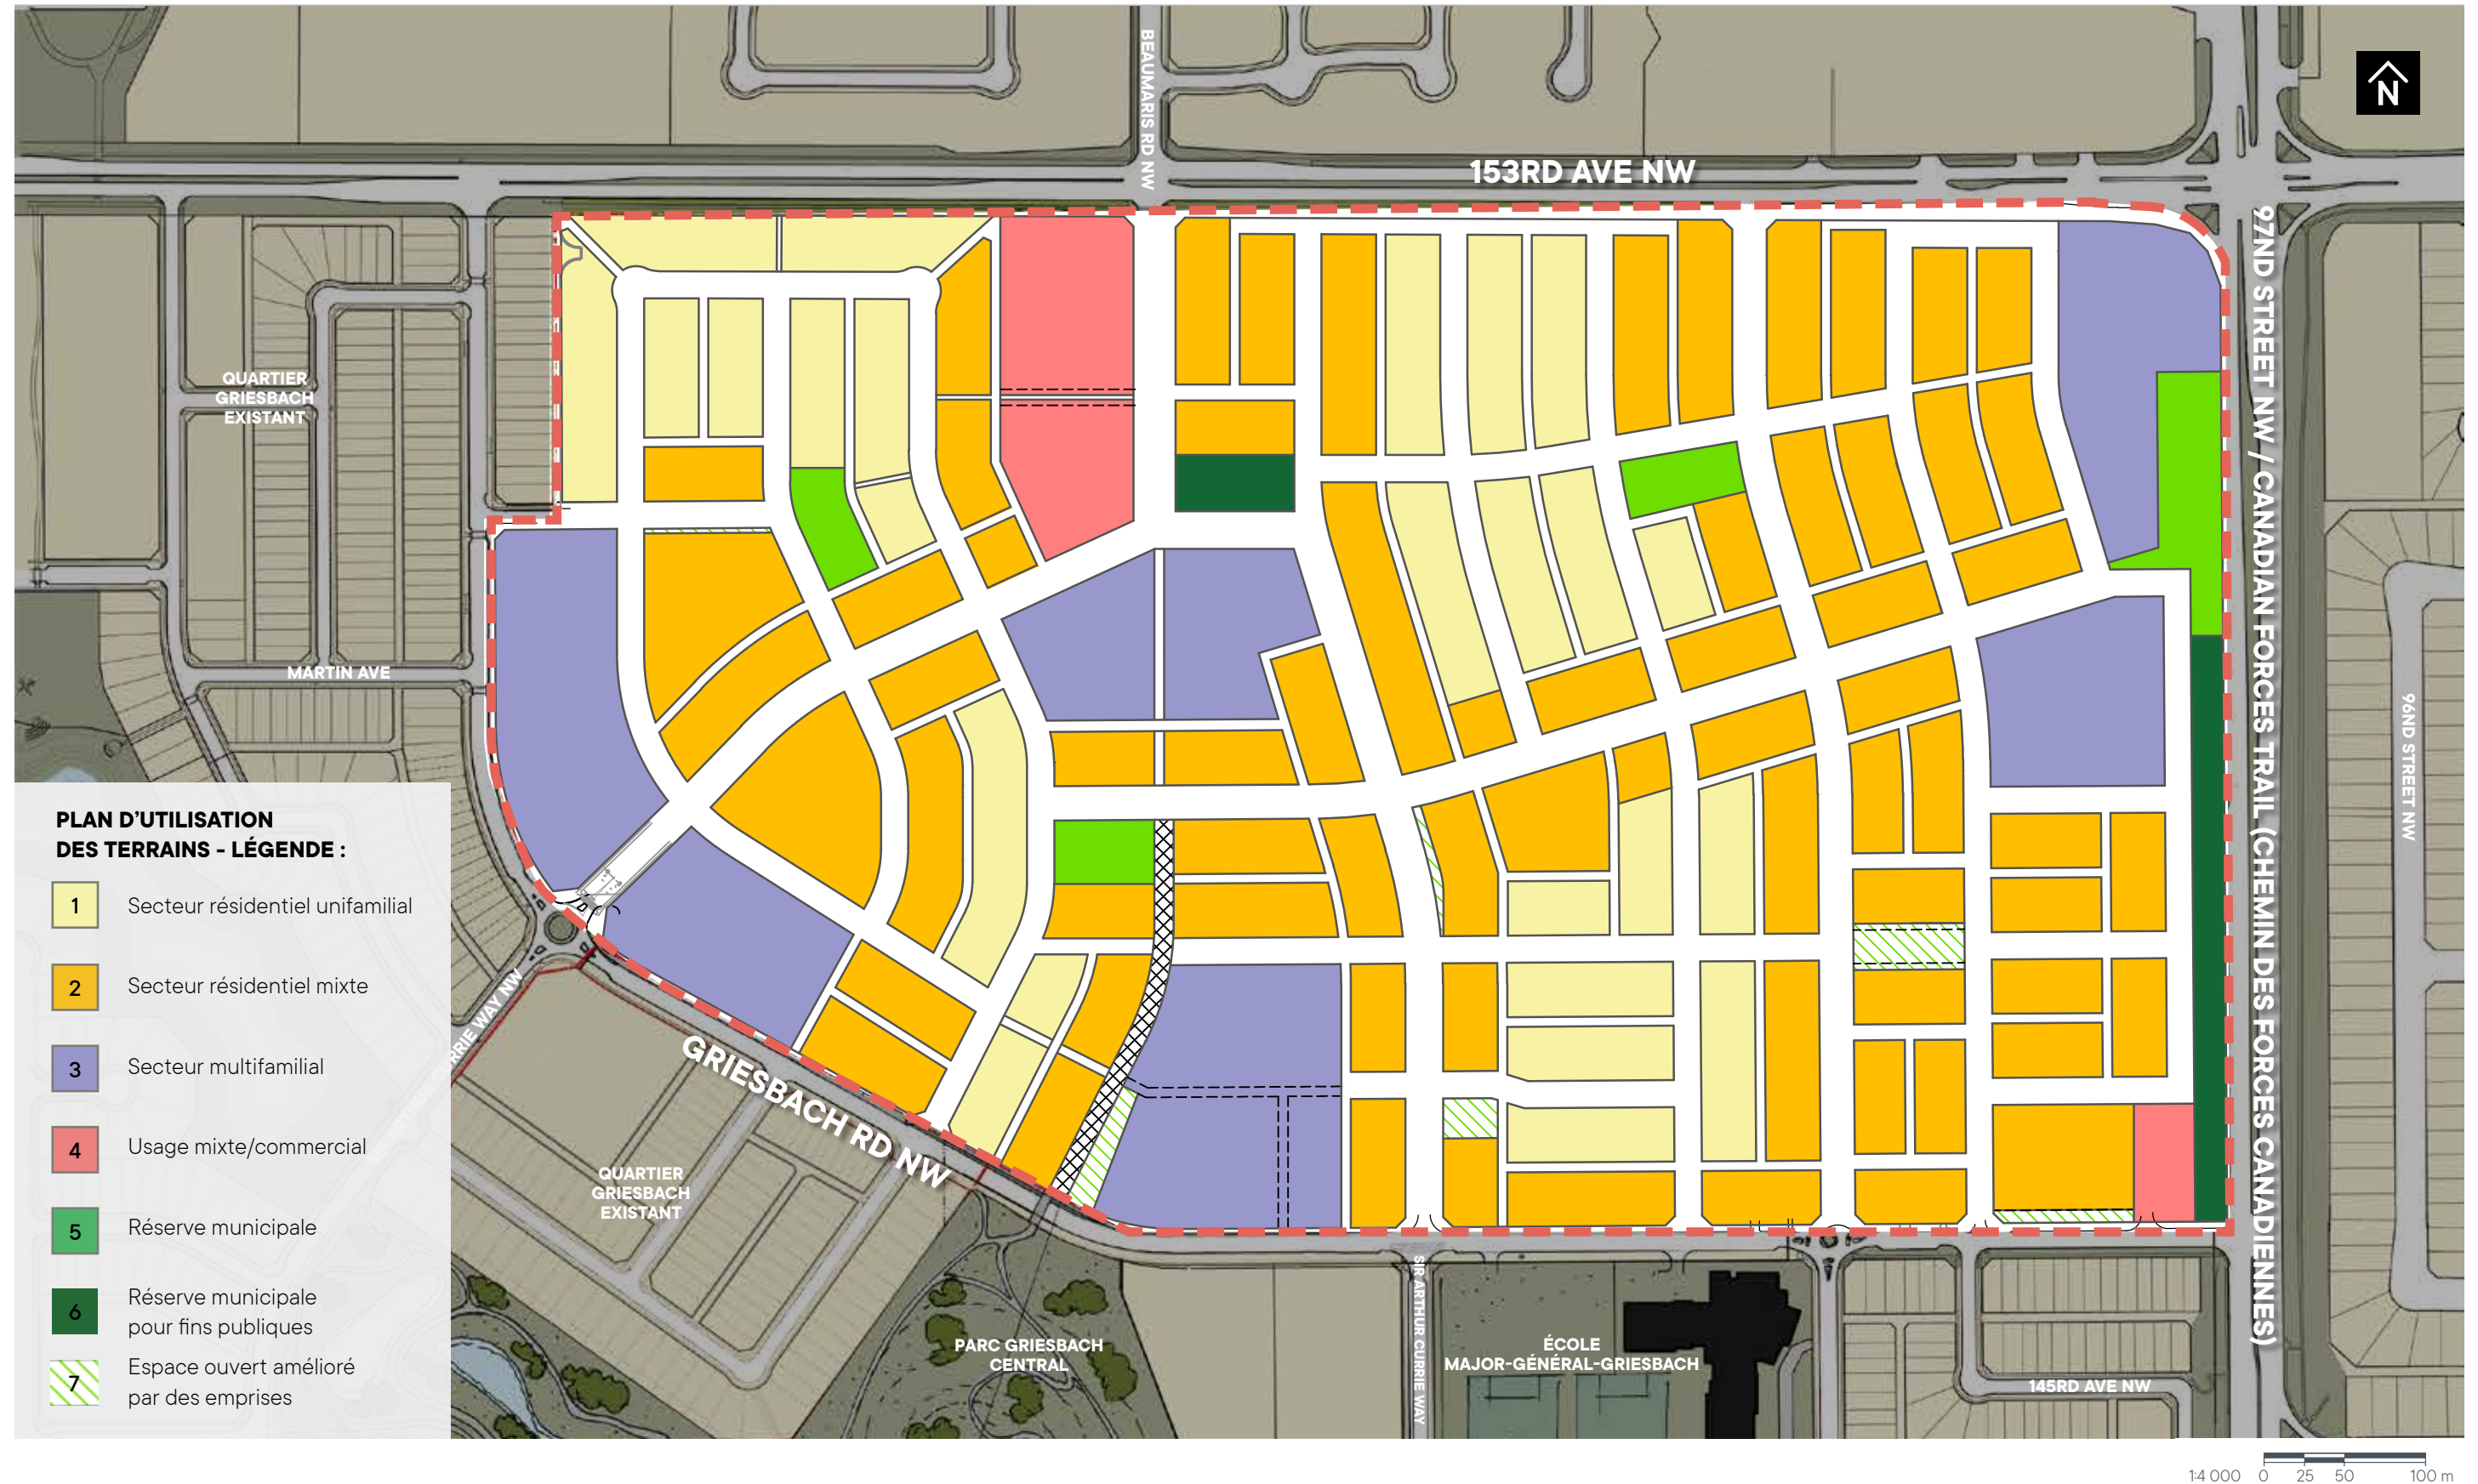 BEAUMARIS RD NW
N
153RD AVE NW
97ND STREET NW / CANADIAN FORCES TRAIL (CHEMIN DES FORCES CANADIENNES)
QUARTIER
GRIESBACH
EXISTANT
MARTIN AVE
96ND STREET NW
PLAN D'UTILISATION
DES TERRAINS - LÉGENDE :
1 Secteur résidentiel unifamilial
2 Secteur résidentiel mixte
3 Secteur multifamilial
4 Usage mixte/commercial
5 Réserve municipale
6 Réserve municipale
pour fins publiques
7 Espace ouvert amélioré
par des emprises
RRIE WAY NW
GRIESBACH RD NW
QUARTIER
GRIESBACH
EXISTANT
PARC GRIESBACH
CENTRAL
SIR ARTHUR CURRIE WAY
ÉCOLE
MAJOR-GÉNÉRAL-GRIESBACH
145RD AVE NW
1:4 000 0 25 50 100 m